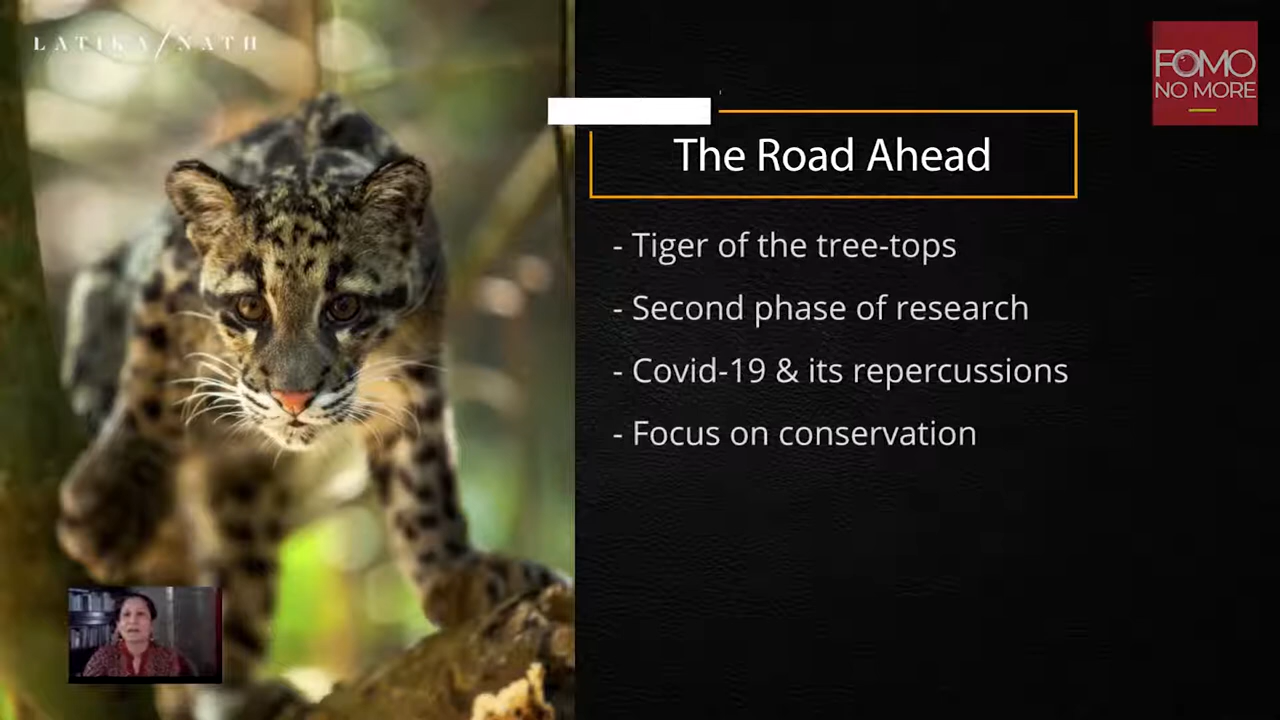 LATIKA/NATH
FOMO
NO MORE
The Road Ahead
- Tiger of the tree-tops
- Second phase of research
- Covid-19 & its repercussions
- Focus on conservation